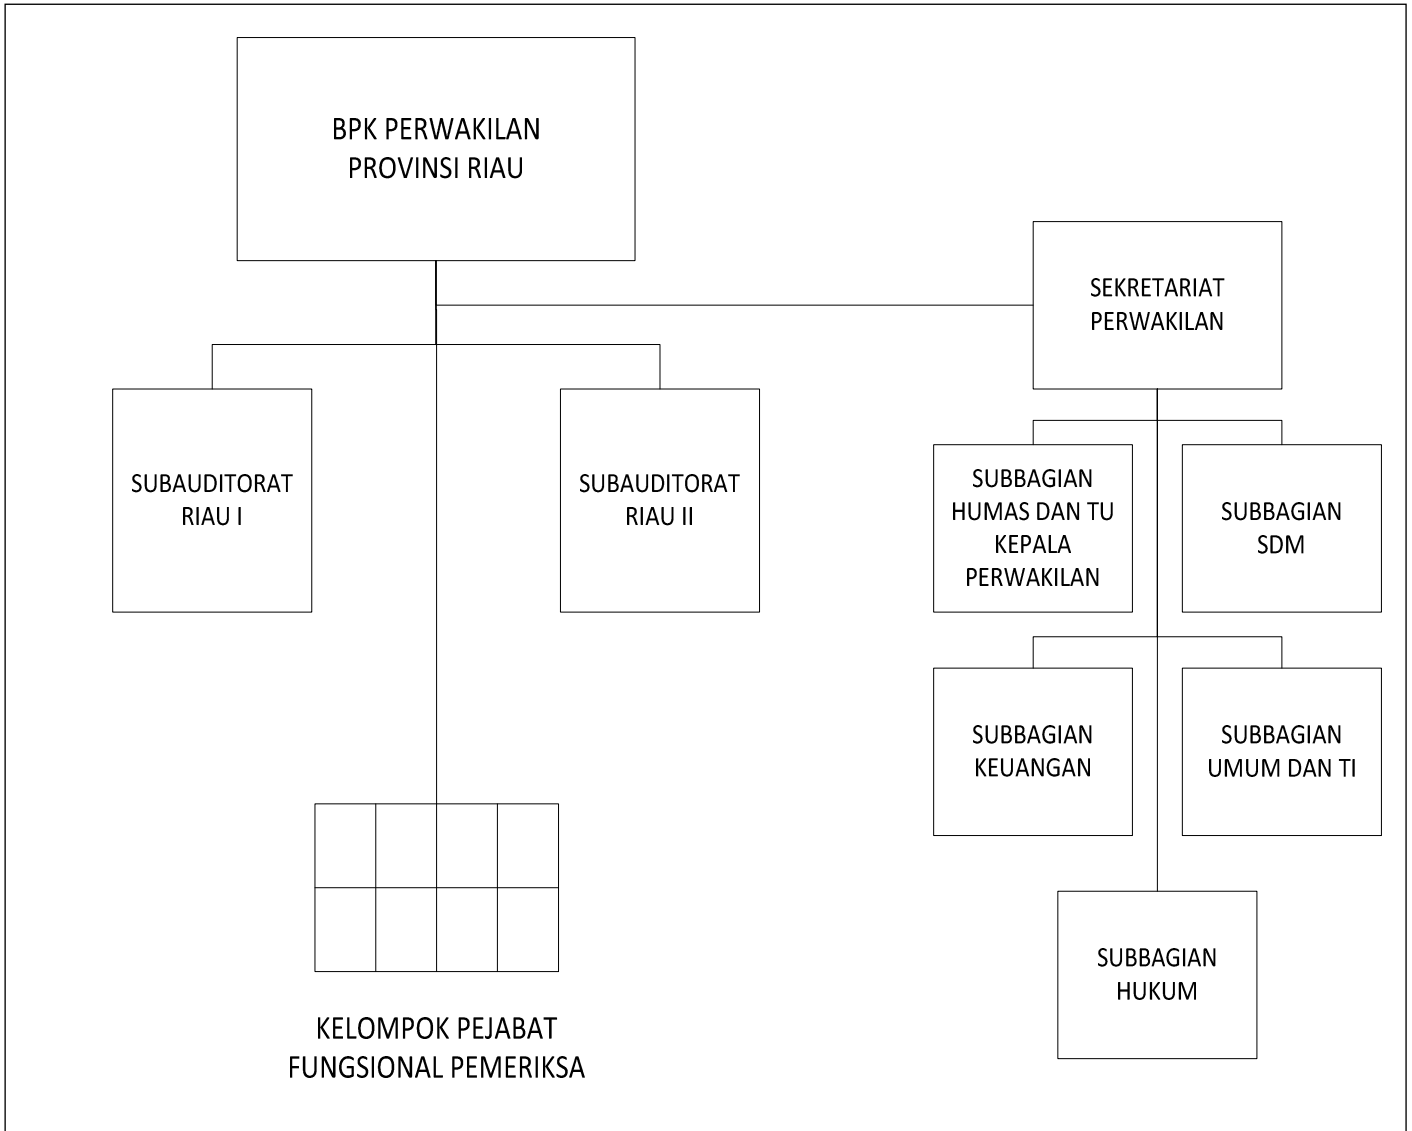 BPK PERWAKILAN
PROVINSI RIAU
SEKRETARIAT
PERWAKILAN
SUBAUDITORAT
RIAU I
SUBAUDITORAT
RIAU II
SUBBAGIAN
HUMAS DAN TU
KEPALA
PERWAKILAN
SUBBAGIAN
SDM
SUBBAGIAN
KEUANGAN
SUBBAGIAN
UMUM DAN TI
SUBBAGIAN
HUKUM
KELOMPOK PEJABAT
FUNGSIONAL PEMERIKSA